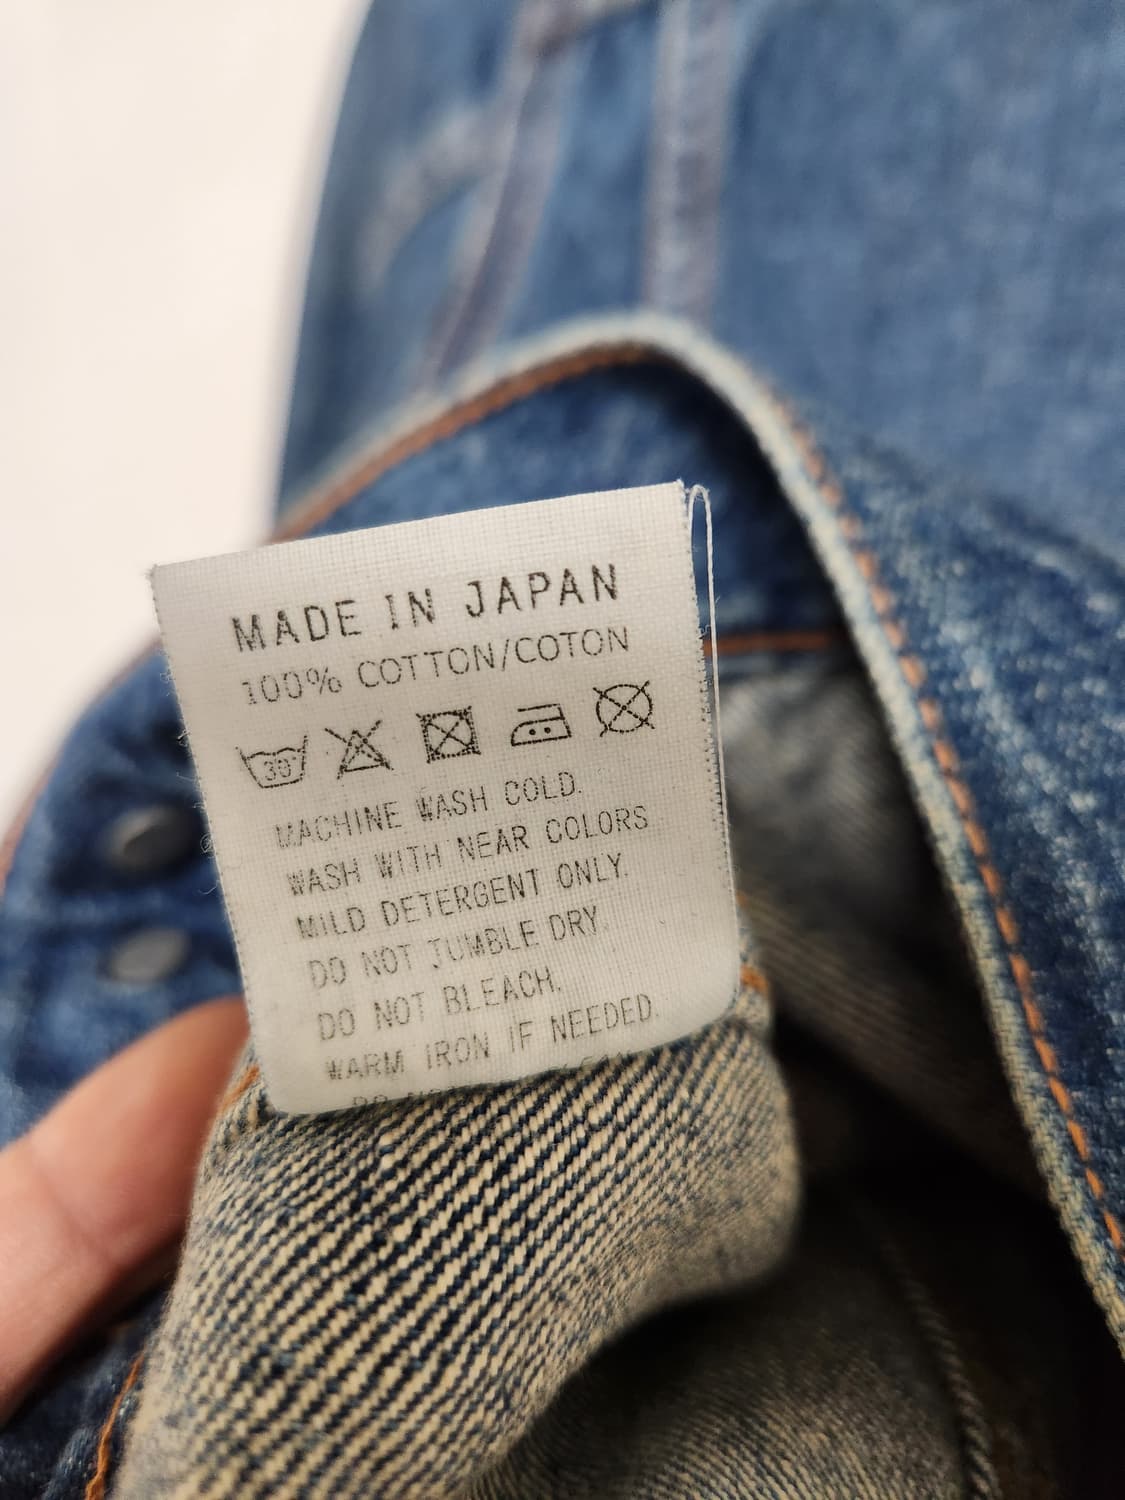 MADE IN JAPAN
100% COTTON/COTON
30
MACHINE WASH COLD.
WASH WITH NEAR COLORS
MILD DETERGENT ONLY.
DO NOT TUMBLE DRY.
DO NOT BLEACH.
WARM IRON IF NEEDED.